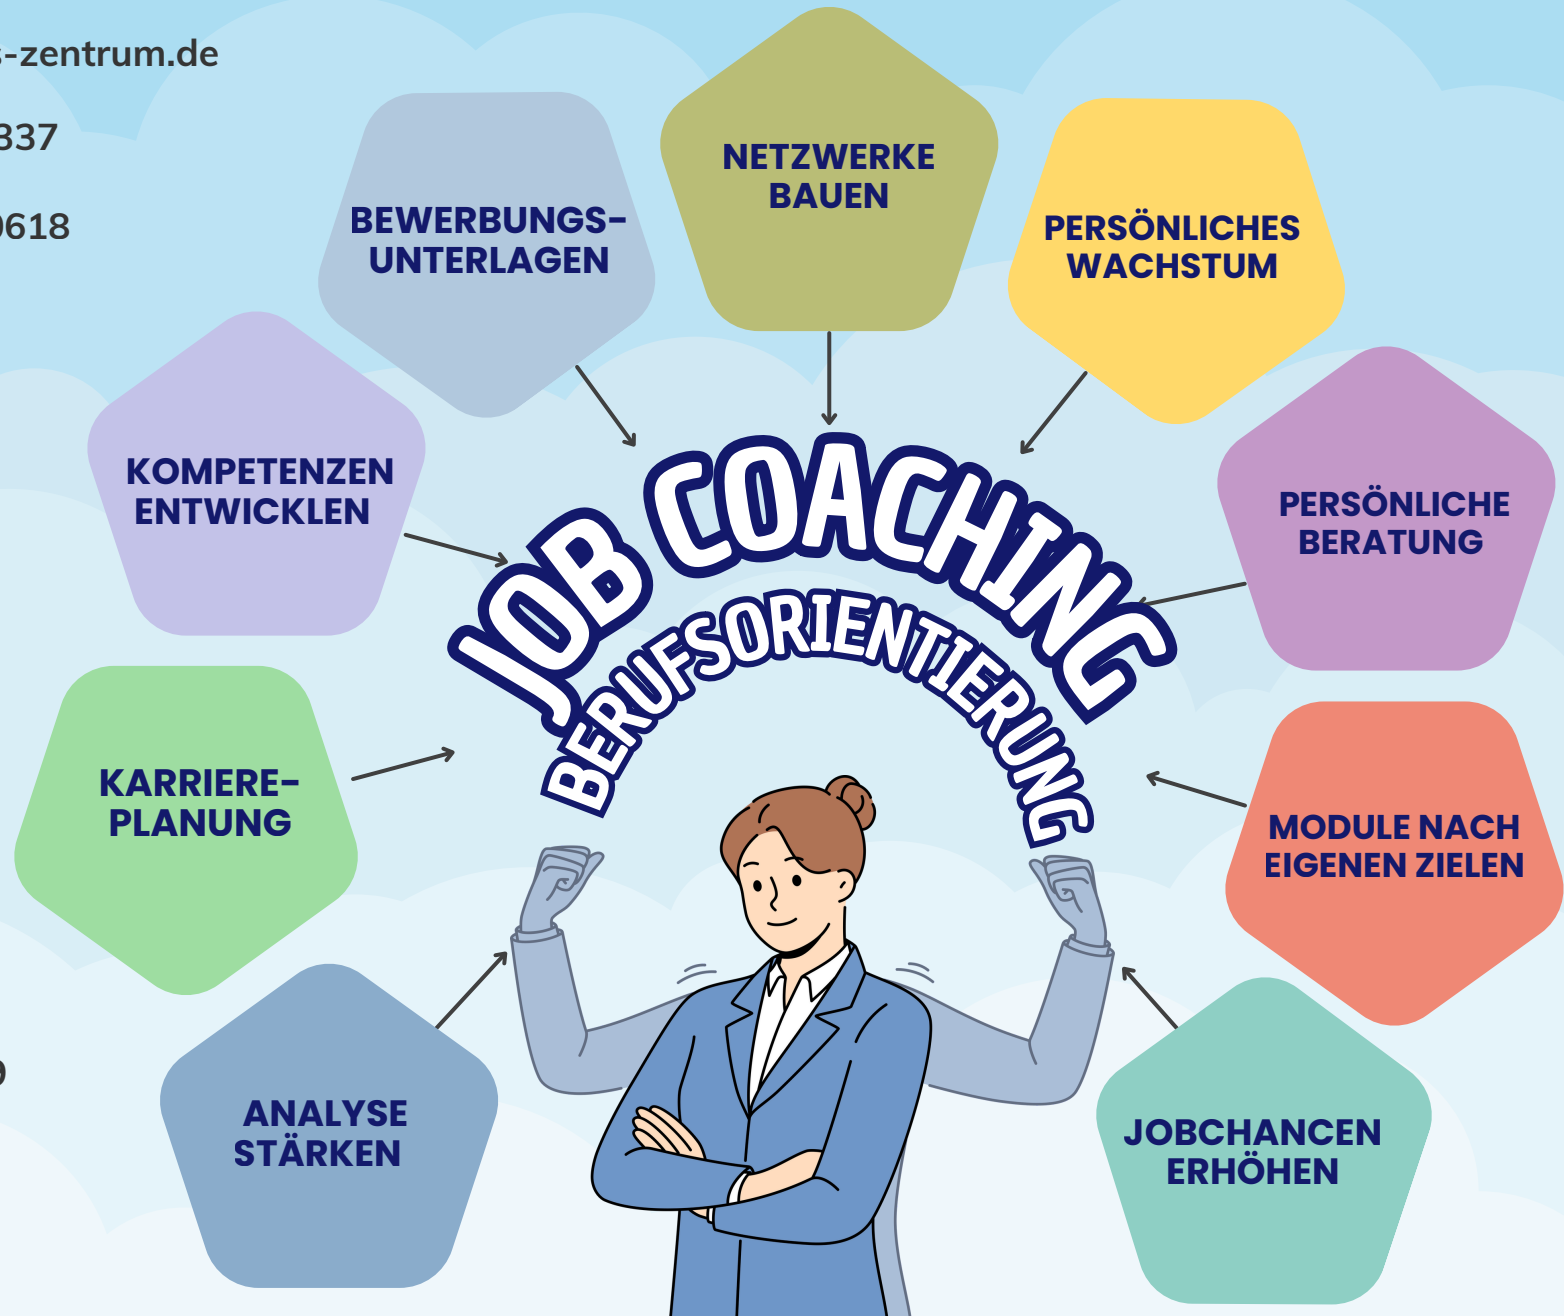 s-zentrum.de
337
0618
9
NETZWERKE
BAUEN
BEWERBUNGS-
UNTERLAGEN
PERSÖNLICHES
WACHSTUM
KOMPETENZEN
ENTWICKLEN
PERSÖNLICHE
BERATUNG
JOB COACHING
BERUFSORIENTIERUNG
KARRIERE-
PLANUNG
MODULE NACH
EIGENEN ZIELEN
ANALYSE
STÄRKEN
JOBCHANCEN
ERHÖHEN